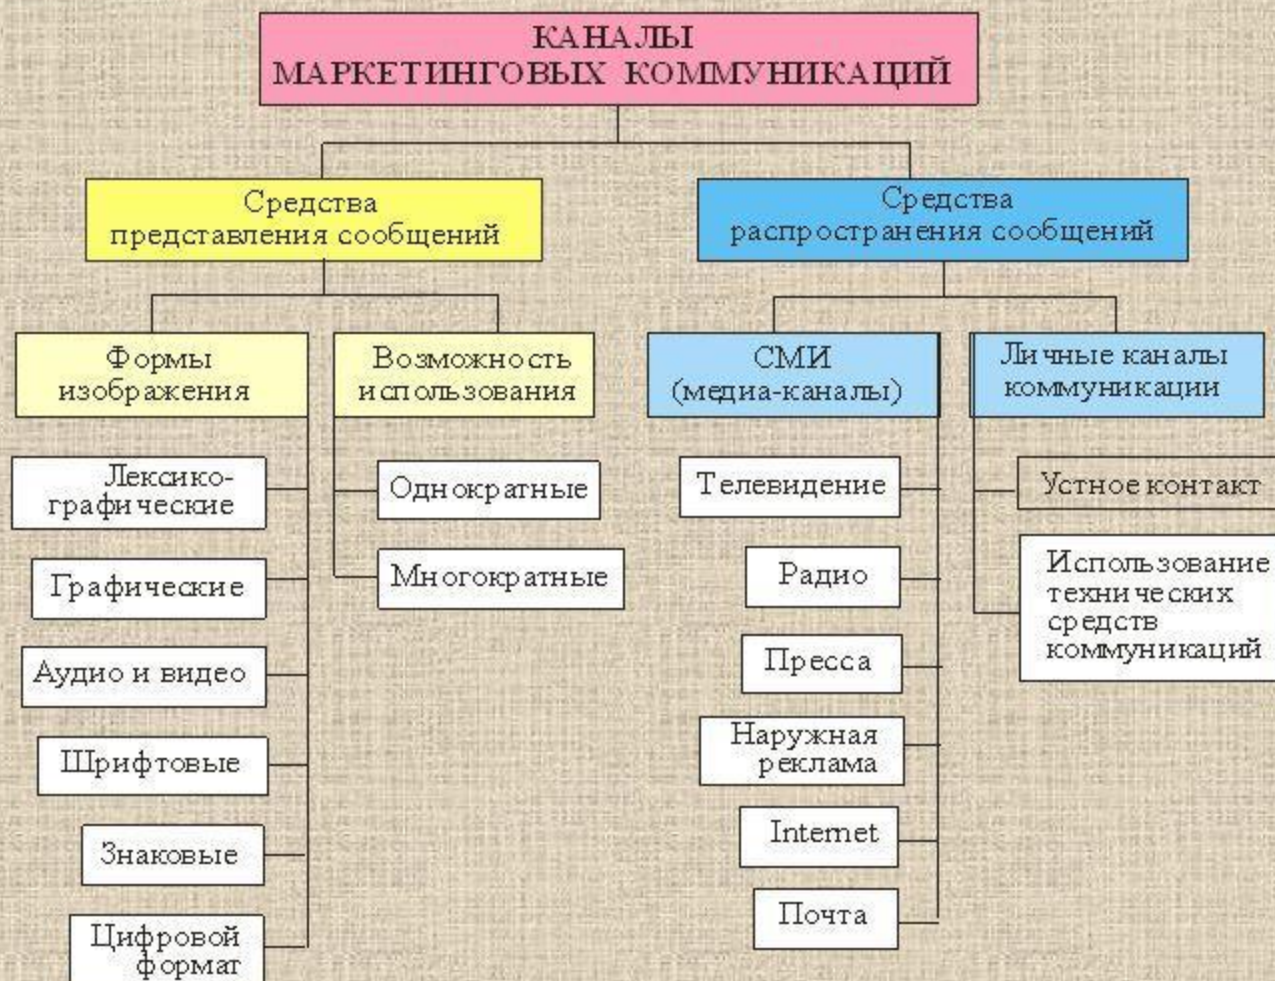 КАНАЛЫ
МАРКЕТИНГОВЫХ КОММУНИКАЦИЙ
Средства
представления сообщений
Средства
распространения сообщений
Формы
изображения
Возможность
использования
СМИ
(медиа-каналы)
Личные каналы
коммуникации
Лексико-
графические
Графические
Аудио и видео
Шрифтовые
Знаковые
Цифровой
формат
Однократные
Многократные
Телевидение
Радио
Пресса
Наружная
реклама
Internet
Почта
Устное контакт
Использование
технических
средств
коммуникаций